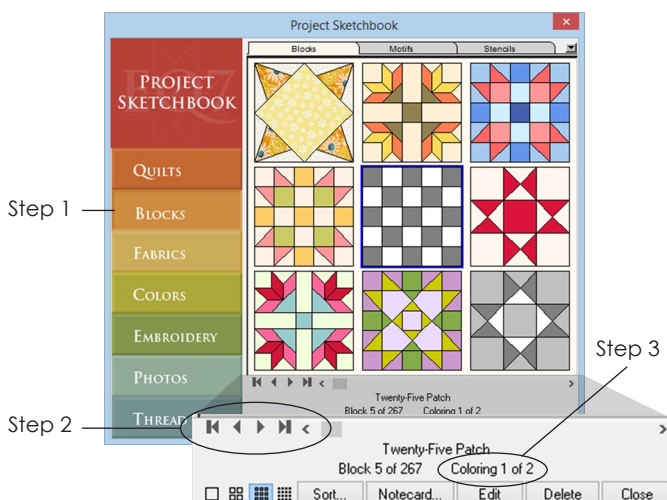 Project Sketchbook
PROJECT
SKETCHBOOK
Blocks
Motifs
Stencils
QUILTS
Step 1
BLOCKS
FABRICS
COLORS
EMBROIDERY
PHOTOS
Twenty-Five Patch
Block 5 of 267 Coloring 1 of 2
Step 3
Step 2
THREAD
Twenty-Five Patch
Block 5 of 267 Coloring 1 of 2
Sort...
Notecard...
Edit
Delete
Close